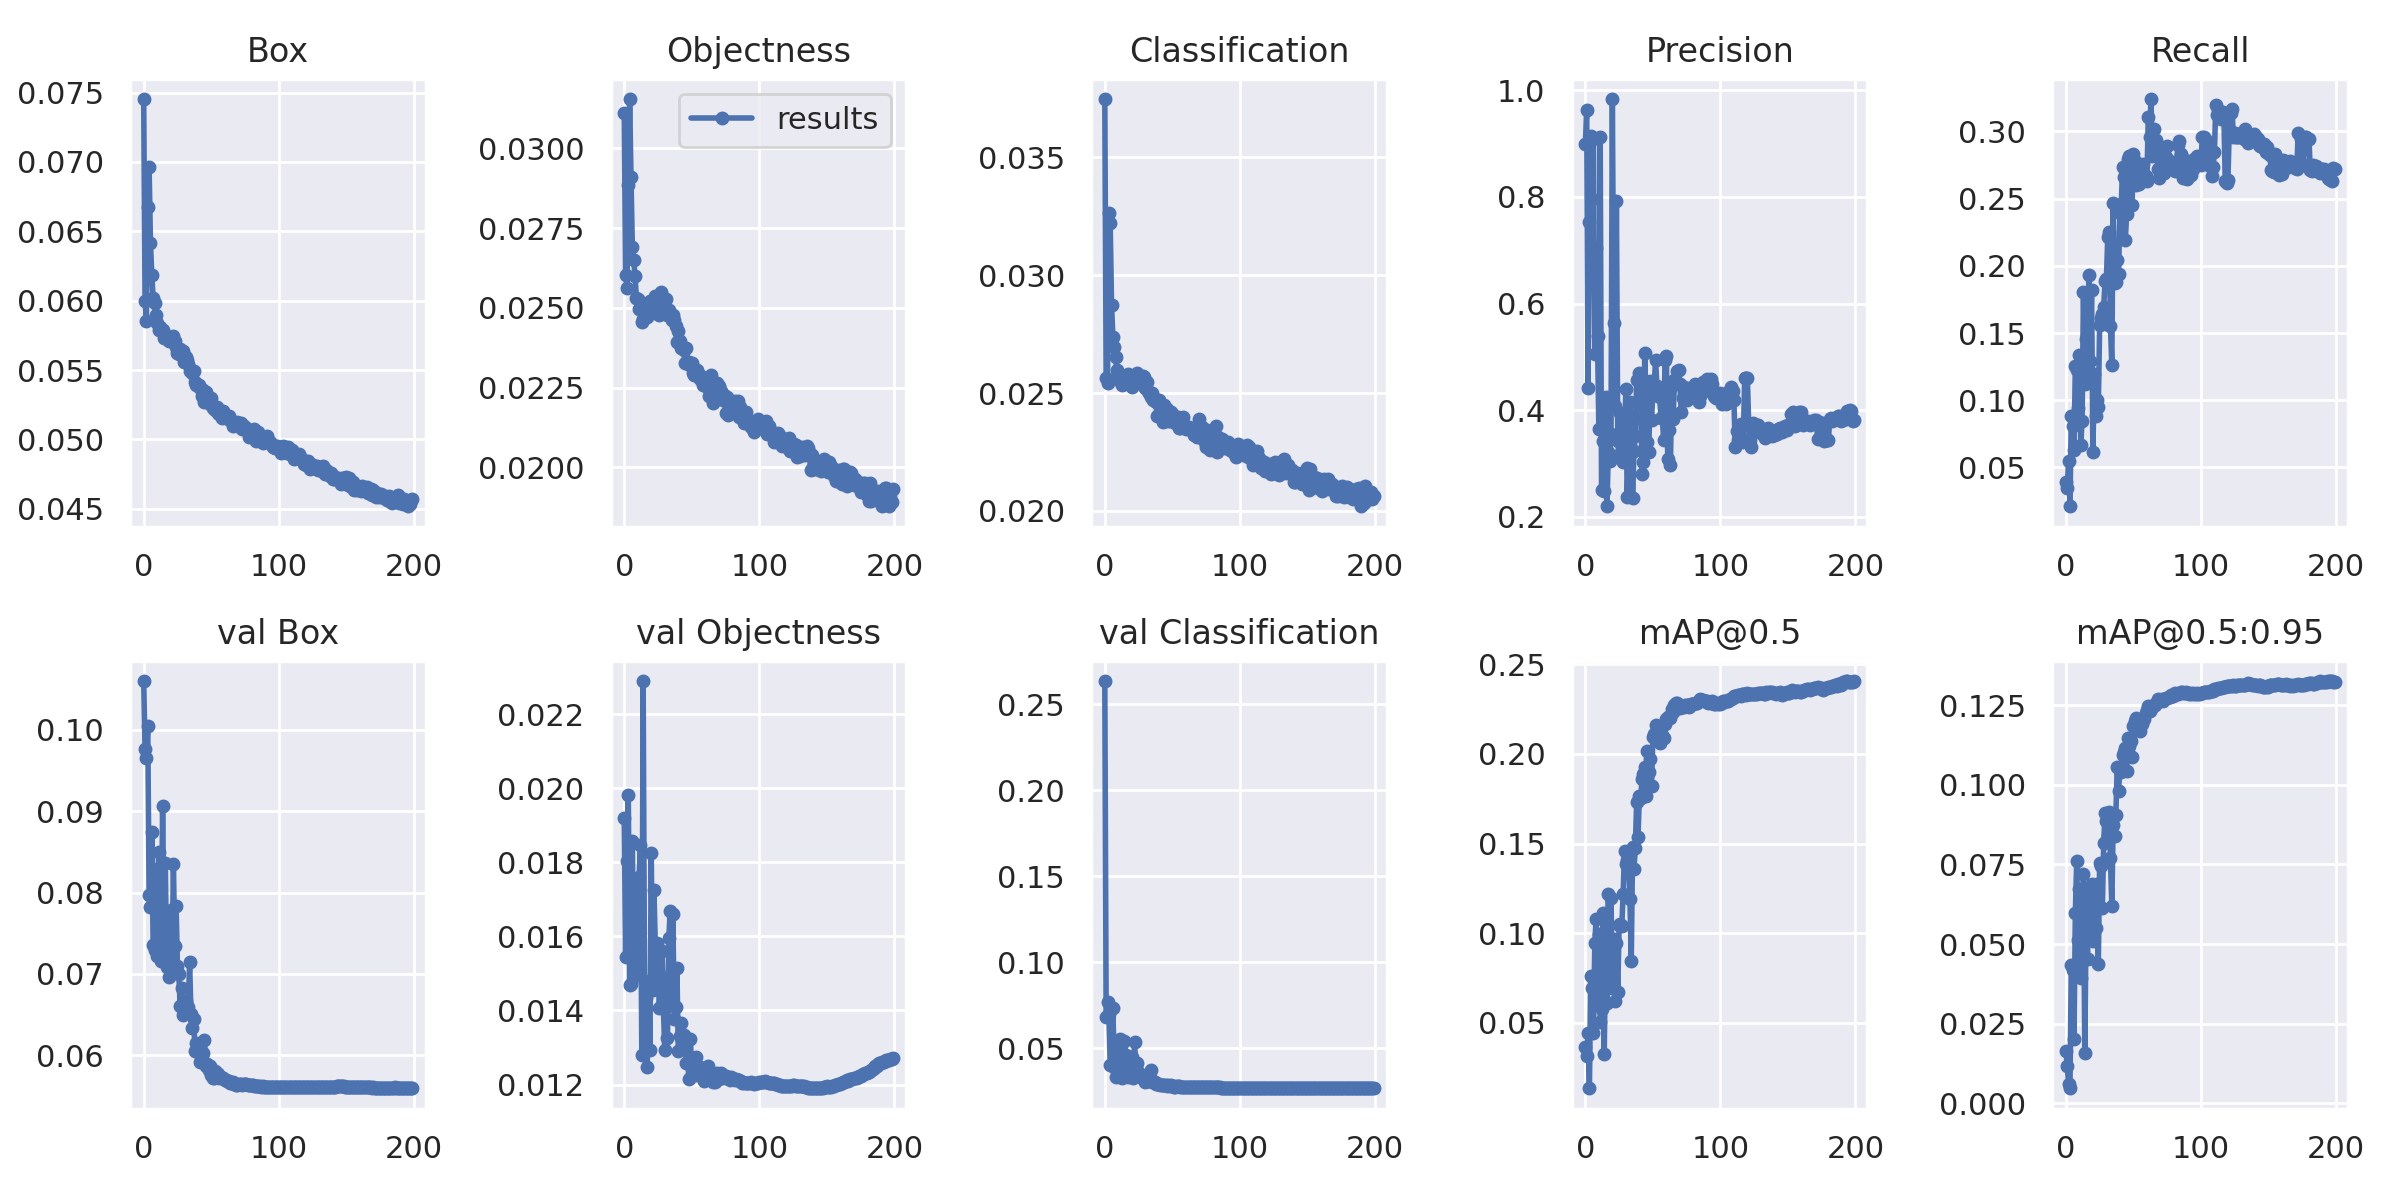 Box
0.075
0.070
0.065
0.060
0.055
0.050
0.045
0 100 200
Objectness
results
0.0300
0.0275
0.0250
0.0225
0.0200
0 100 200
Classification
0.035
0.030
0.025
0.020
0 100 200
Precision
1.0
0.8
0.6
0.4
0.2
0 100 200
Recall
0.30
0.25
0.20
0.15
0.10
0.05
0 100 200
val Box
0.10
0.09
0.08
0.07
0.06
0 100 200
val Objectness
0.022
0.020
0.018
0.016
0.014
0.012
0 100 200
val Classification
0.25
0.20
0.15
0.10
0.05
0 100 200
mAP@0.5
0.25
0.20
0.15
0.10
0.05
0 100 200
mAP@0.5:0.95
0.125
0.100
0.075
0.050
0.025
0.000
0 100 200